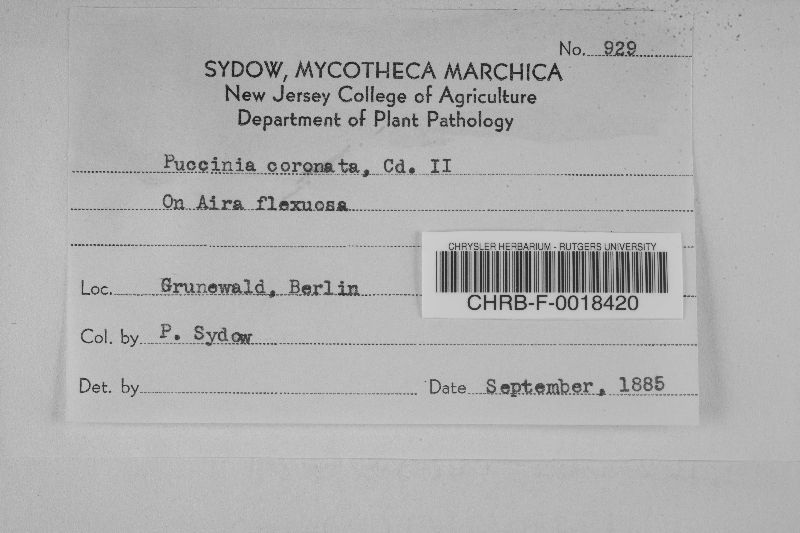 No. 929
SYDOW, MYCOTHECA MARCHICA
New Jersey College of Agriculture
Department of Plant Pathology
Puccinia coronata, Cd. II
On Aira flexuosa
CHRYSLER HERBARIUM - RUTGERS UNIVERSITY
CHRB-F-0018420
Loc. Grunewald, Berlin
Col. by P. Sydow
Det. by Date September, 1885